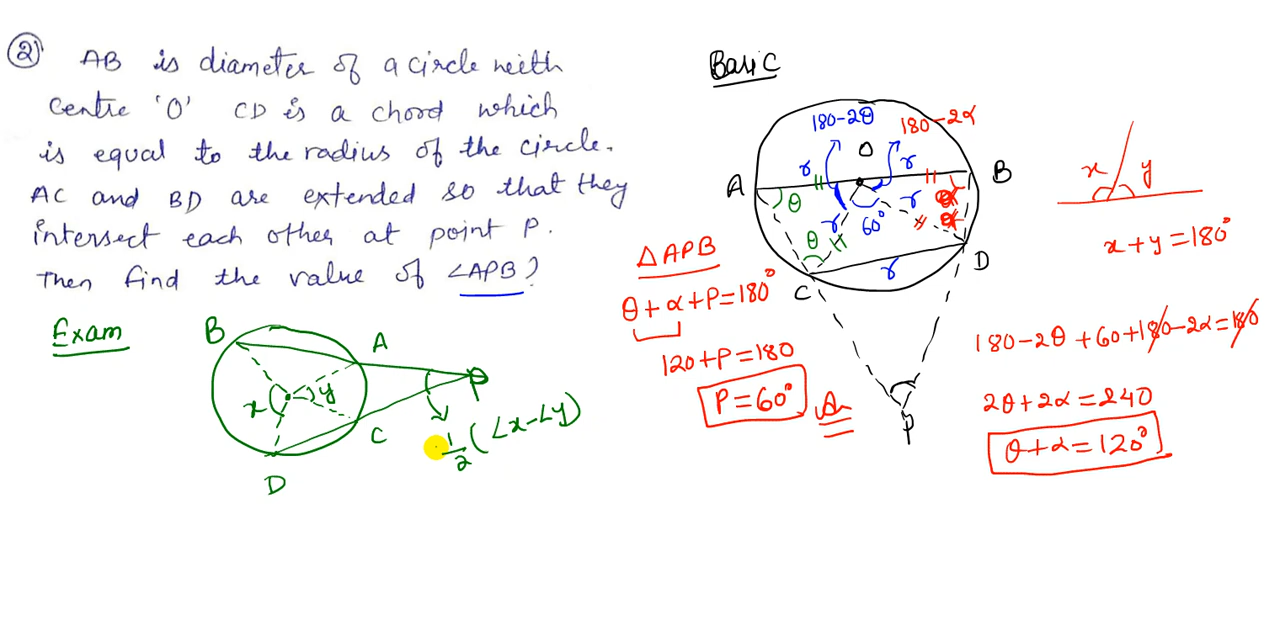 ② AB is diameter of a circle with
Centre 'O' CD is a chord which
is equal to the radius of the circle.
AC and BD are extended so that they
intersect each other at point P.
Then find the value of ∠APB?
Exam
B
A
P
x
y
C
D
1/2 (∠x-∠y)
Basic
180-2θ
180-2α
O
r
r
A
B
θ
r
60°
r
θ
α
r
C
D
P
△APB
θ+α+P=180°
120+P=180
P=60°
x y
x+y=180°
180-2θ+60+180-2α=180
2θ+2α=240
θ+α=120°